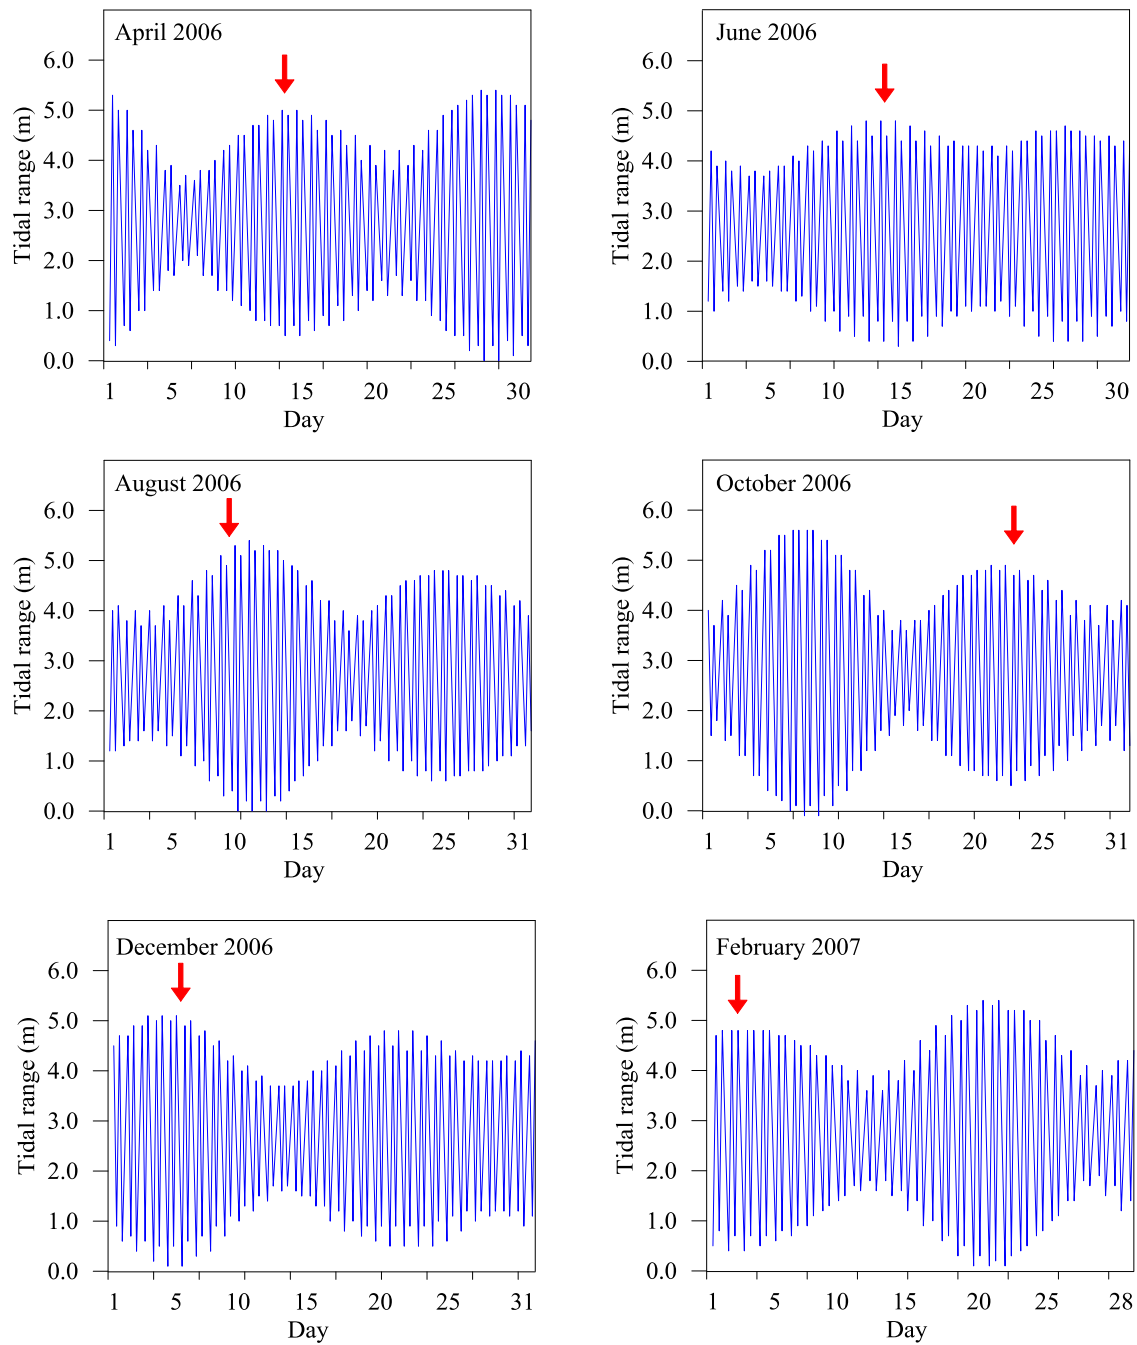 April 2006
6.0
5.0
4.0
3.0
2.0
1.0
0.0
Tidal range (m)
1 5 10 15 20 25 30
Day
June 2006
6.0
5.0
4.0
3.0
2.0
1.0
0.0
Tidal range (m)
1 5 10 15 20 25 30
Day
August 2006
6.0
5.0
4.0
3.0
2.0
1.0
0.0
Tidal range (m)
1 5 10 15 20 25 31
Day
October 2006
6.0
5.0
4.0
3.0
2.0
1.0
0.0
Tidal range (m)
1 5 10 15 20 25 31
Day
December 2006
6.0
5.0
4.0
3.0
2.0
1.0
0.0
Tidal range (m)
1 5 10 15 20 25 31
Day
February 2007
6.0
5.0
4.0
3.0
2.0
1.0
0.0
Tidal range (m)
1 5 10 15 20 25 28
Day